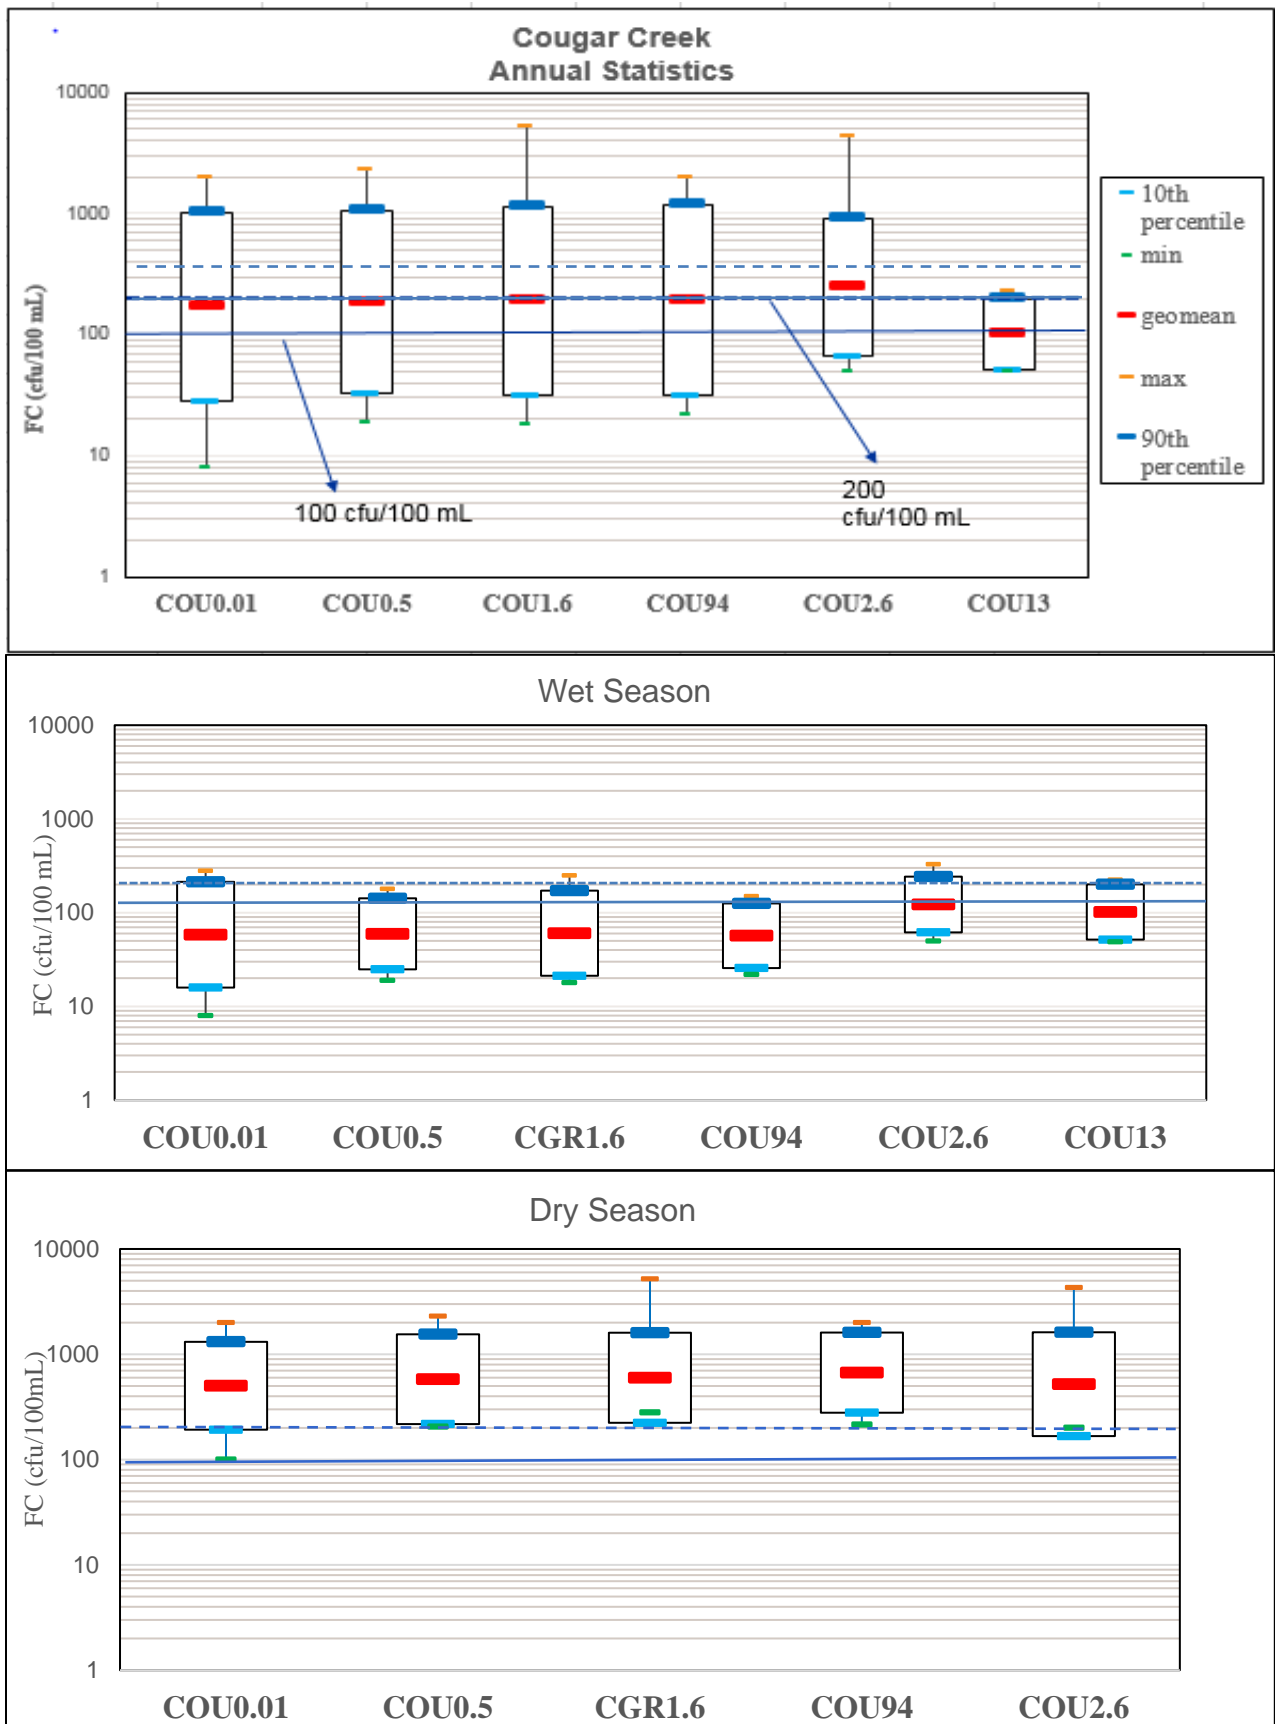 Cougar Creek
Annual Statistics
10000
1000
100
10
1
FC (cfu/100 mL)
100 cfu/100 mL
200
cfu/100 mL
COU0.01 COU0.5 COU1.6 COU94 COU2.6 COU13
10th
percentile
min
geomean
max
90th
percentile
Wet Season
10000
1000
100
10
1
FC (cfu/100 mL)
COU0.01 COU0.5 CGR1.6 COU94 COU2.6 COU13
Dry Season
10000
1000
100
10
1
FC (cfu/100mL)
COU0.01 COU0.5 CGR1.6 COU94 COU2.6